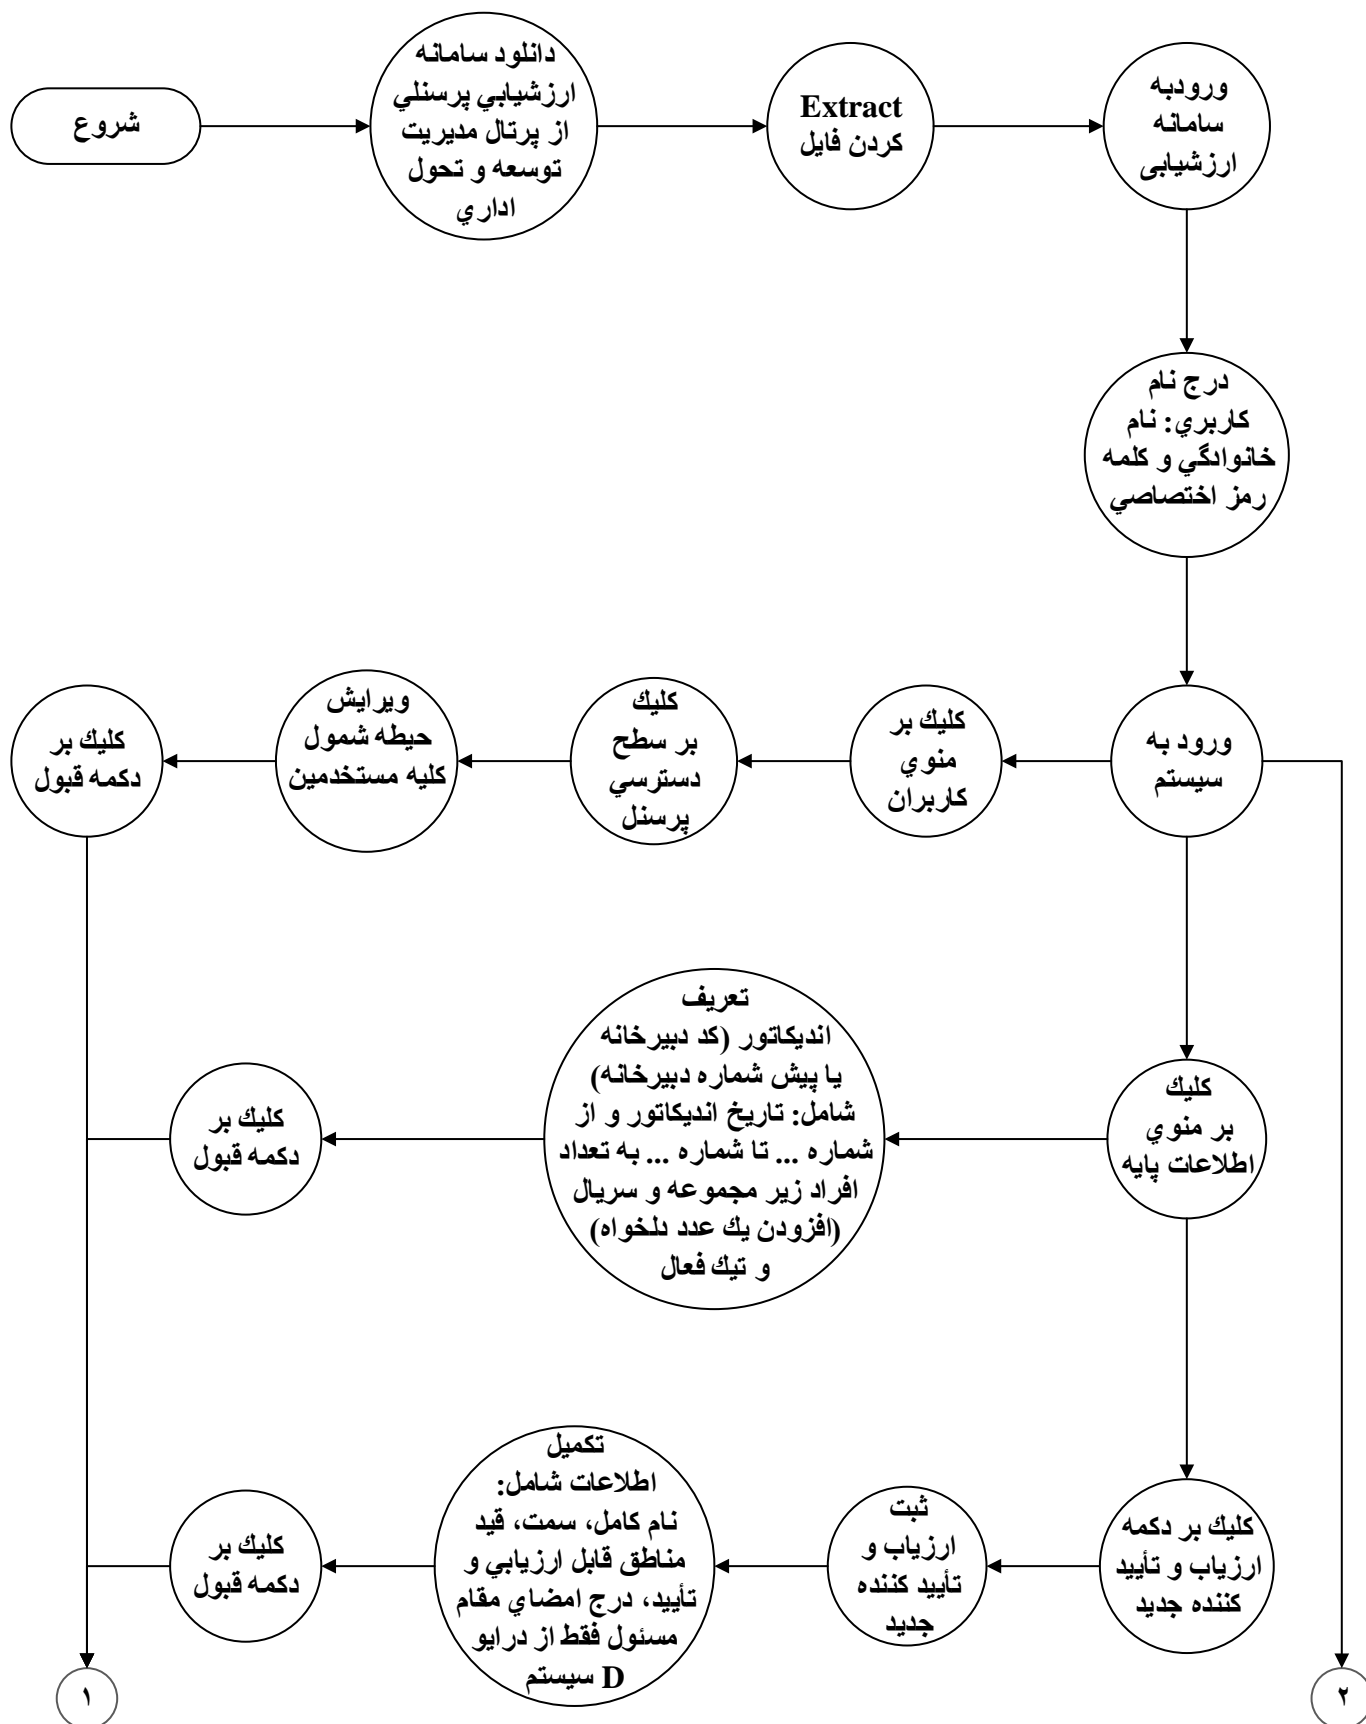 شروع
دانلود سامانه
ارزشيابي پرسنلي
از پرتال مديريت
توسعه و تحول
اداري
Extract
كردن فايل
ورودبه
سامانه
ارزشیابی
درج نام
كاربري: نام
خانوادگي و كلمه
رمز اختصاصي
ورود به
سيستم
كليك بر
منوي
كاربران
كليك
بر سطح
دسترسي
پرسنل
ويرايش
حيطه شمول
كليه مستخدمين
كليك بر
دكمه قبول
كليك
بر منوي
اطلاعات پايه
تعريف
انديكاتور (كد دبيرخانه
يا پيش شماره دبيرخانه)
شامل: تاريخ انديكاتور و از
شماره ... تا شماره ... به تعداد
افراد زير مجموعه و سريال
(افزودن يك عدد دلخواه)
و تيك فعال
كليك بر
دكمه قبول
كليك بر دكمه
ارزياب و تأييد
كننده جديد
ثبت
ارزياب و
تأييد كننده
جديد
تكميل
اطلاعات شامل:
نام كامل، سمت، قيد
مناطق قابل ارزيابي و
تأييد، درج امضاي مقام
مسئول فقط از درايو
D سيستم
كليك بر
دكمه قبول
۱
۲